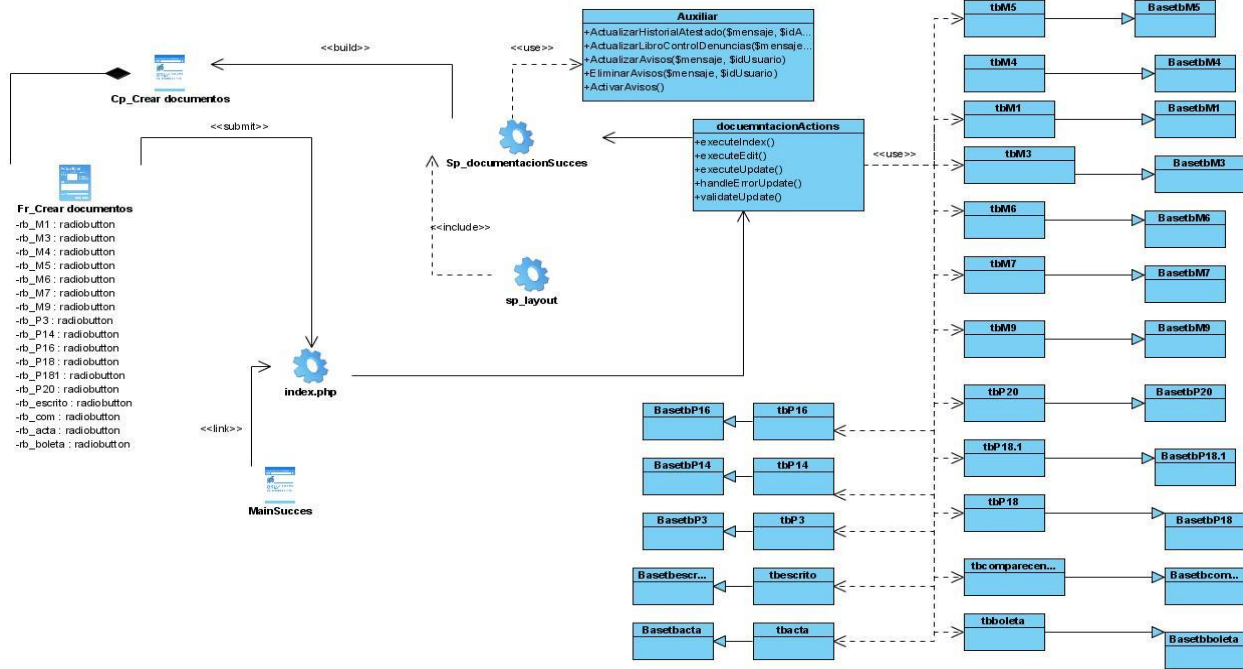 Auxiliar
+ActualizarHistorialAtestado($mensaje, $idA...
+ActualizarLibroControlDenuncias($mensaje...
+ActualizarAvisos($mensaje, $idUsuario)
+EliminarAvisos($mensaje, $idUsuario)
+ActivarAvisos()
<<build>>
<<use>>
Cp_Crear documentos
<<submit>>
Sp_documentacionSucces
docuemntacionActions
+executeIndex()
+executeEdit()
+executeUpdate()
+handleErrorUpdate()
+validateUpdate()
<<use>>
Fr_Crear documentos
-rb_M1 : radiobutton
-rb_M3 : radiobutton
-rb_M4 : radiobutton
-rb_M5 : radiobutton
-rb_M6 : radiobutton
-rb_M7 : radiobutton
-rb_M9 : radiobutton
-rb_P3 : radiobutton
-rb_P14 : radiobutton
-rb_P16 : radiobutton
-rb_P18 : radiobutton
-rb_P181 : radiobutton
-rb_P20 : radiobutton
-rb_escrito : radiobutton
-rb_com : radiobutton
-rb_acta : radiobutton
-rb_boleta : radiobutton
<<include>>
sp_layout
index.php
<<link>>
MainSucces
tbM5
BasetbM5
tbM4
BasetbM4
tbM1
BasetbM1
tbM3
BasetbM3
tbM6
BasetbM6
tbM7
BasetbM7
tbM9
BasetbM9
tbP20
BasetbP20
tbP18.1
BasetbP18.1
tbP18
BasetbP18
tbcomparecen...
Basetbcom...
tbboleta
Basetbboleta
BasetbP16
tbP16
BasetbP14
tbP14
BasetbP3
tbP3
Basetbescr...
tbescrito
Basetbacta
tbacta